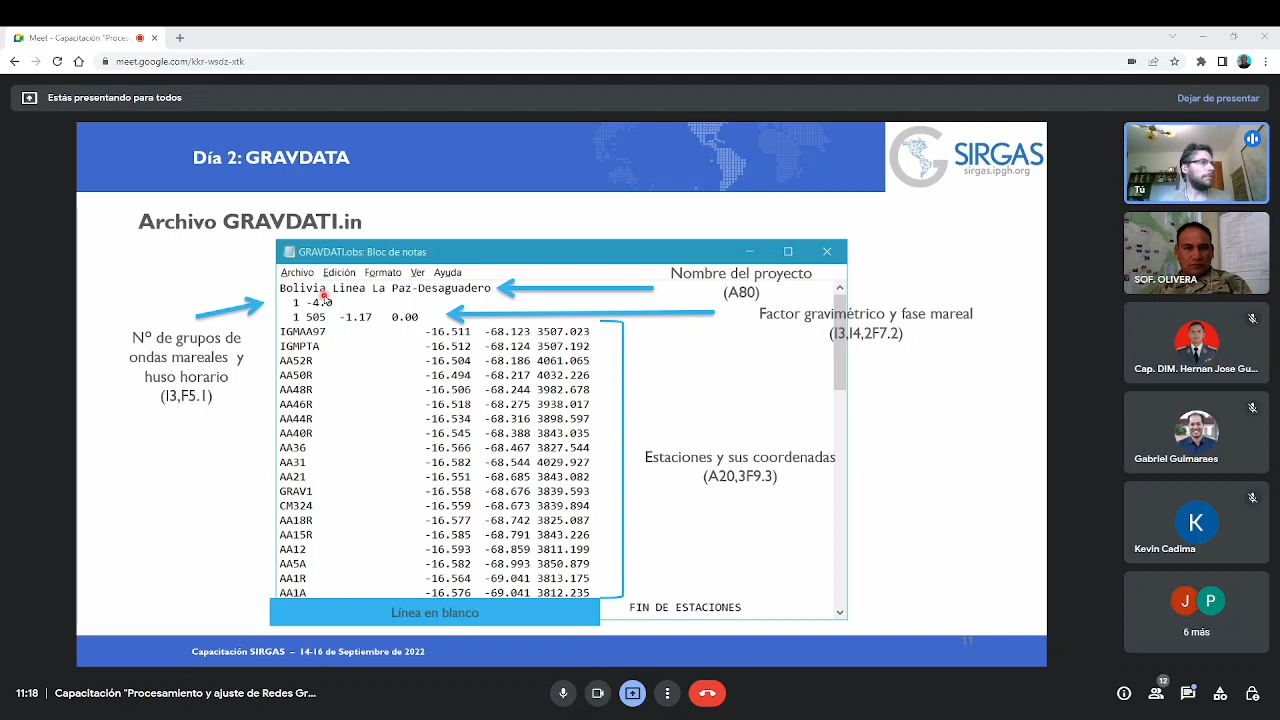 Meet - Capacitación "Proces
meet.google.com/kkr-wsdz-xtk
Estás presentando para todos
Dejar de presentar
Día 2: GRAVDATA
SIRGAS
sirgas.ipgh.org
Archivo GRAVDATI.in
GRAVDATI.obs: Bloc de notas
Archivo Edición Formato Ver Ayuda
Bolivia Linea La Paz-Desaguadero
1 -4.0
1 505 -1.17 0.00
IGMAA97 -16.511 -68.123 3507.023
IGMPTA -16.512 -68.124 3507.192
AA52R -16.504 -68.186 4061.065
AA50R -16.494 -68.217 4032.226
AA48R -16.506 -68.244 3982.678
AA46R -16.518 -68.275 3938.017
AA44R -16.534 -68.316 3898.597
AA40R -16.545 -68.388 3843.035
AA36 -16.566 -68.467 3827.544
AA31 -16.582 -68.544 4029.927
AA21 -16.551 -68.685 3843.082
GRAV1 -16.558 -68.676 3839.593
CM324 -16.559 -68.673 3839.894
AA18R -16.577 -68.742 3825.087
AA15R -16.585 -68.791 3843.226
AA12 -16.593 -68.859 3811.199
AA5A -16.582 -68.993 3850.879
AA1R -16.564 -69.041 3813.175
AA1A -16.576 -69.041 3812.235
Nombre del proyecto
(A80)
Factor gravimétrico y fase mareal
(I3,I4,2F7.2)
Nº de grupos de
ondas mareales y
huso horario
(I3,F5.1)
Estaciones y sus coordenadas
(A20,3F9.3)
Línea en blanco
FIN DE ESTACIONES
11
Capacitación SIRGAS – 14-16 de Septiembre de 2022
Tú
SOF. OLIVERA
Cap. DIM. Hernan Jose Gu...
Gabriel Guimaraes
K
Kevin Cadima
J P
6 más
11:18 Capacitación "Procesamiento y ajuste de Redes Gr...
12